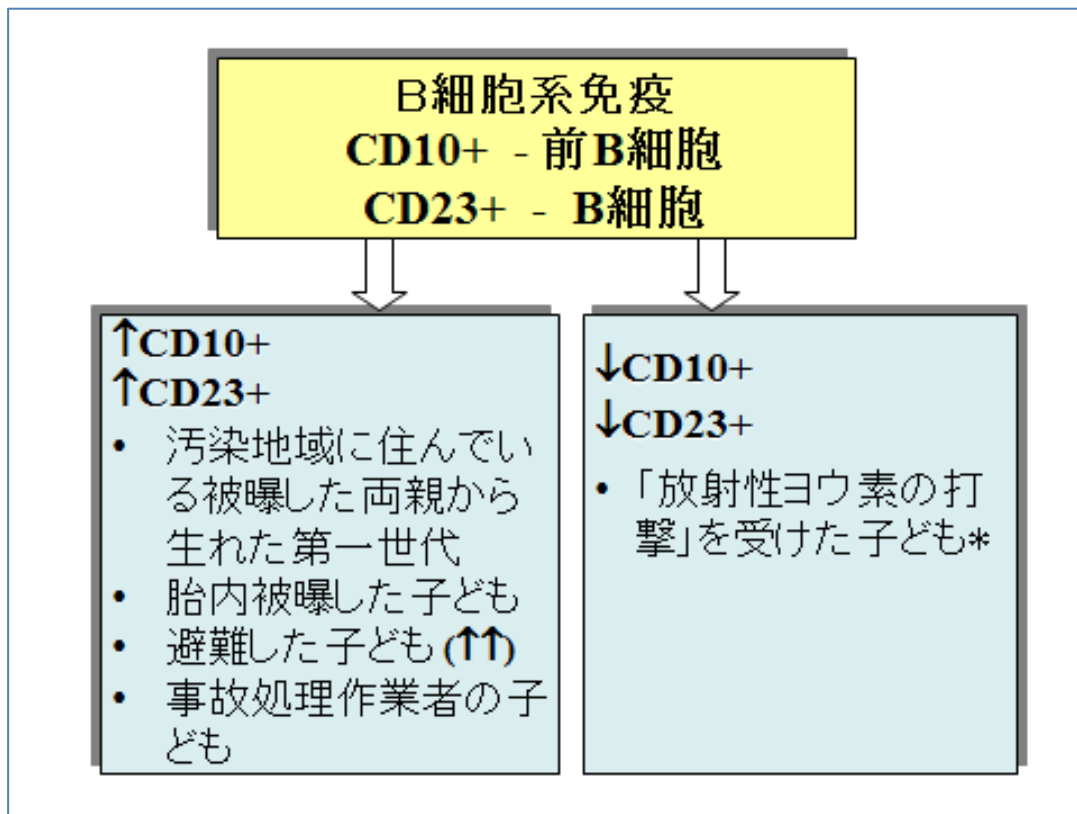 B細胞系免疫
CD10+ - 前B細胞
CD23+ - B細胞
↑CD10+
↑CD23+
• 汚染地域に住んでい
る被曝した両親から
生れた第一世代
• 胎内被曝した子ども
• 避難した子ども(↑↑)
• 事故処理作業者の子
ども
↓CD10+
↓CD23+
• 「放射性ヨウ素の打
撃」を受けた子ども*